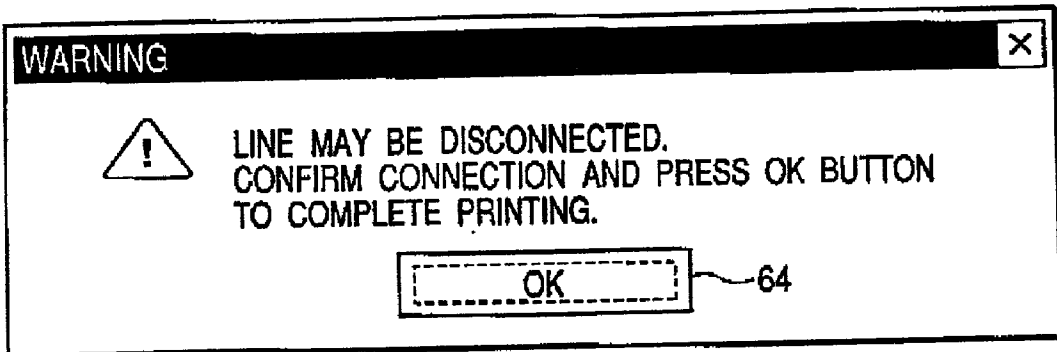 WARNING
×
!
LINE MAY BE DISCONNECTED.
CONFIRM CONNECTION AND PRESS OK BUTTON
TO COMPLETE PRINTING.
OK
64